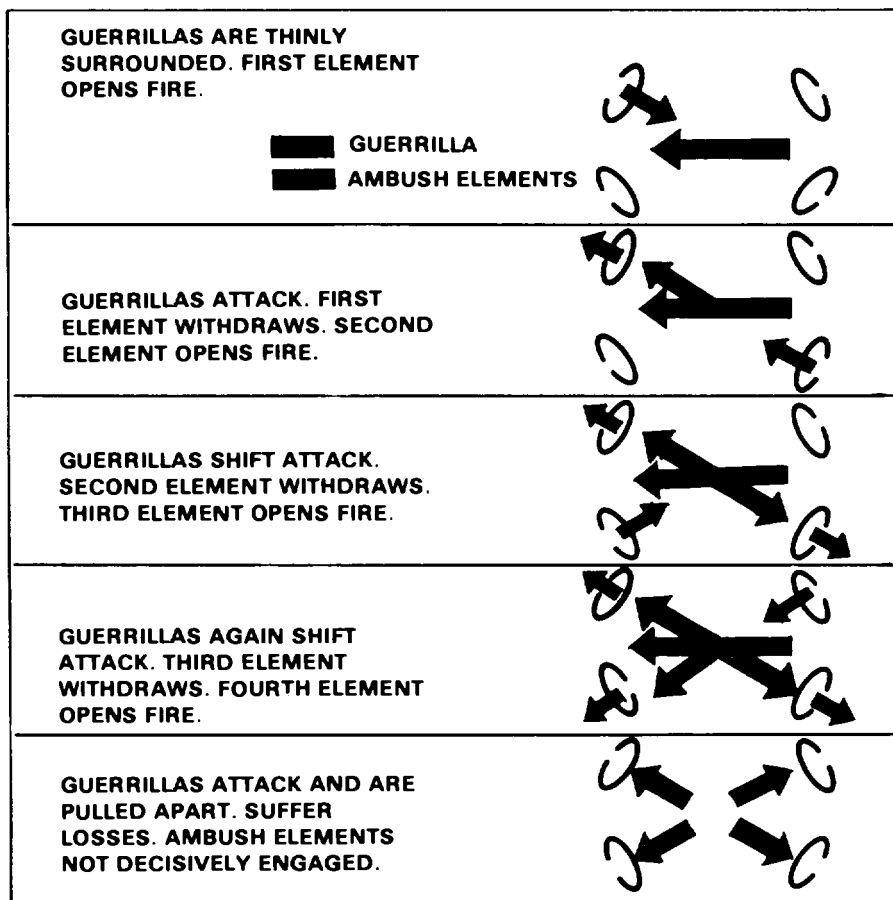 GUERRILLAS ARE THINLY
SURROUNDED. FIRST ELEMENT
OPENS FIRE.
GUERRILLA
AMBUSH ELEMENTS
GUERRILLAS ATTACK. FIRST
ELEMENT WITHDRAWS. SECOND
ELEMENT OPENS FIRE.
GUERRILLAS SHIFT ATTACK.
SECOND ELEMENT WITHDRAWS.
THIRD ELEMENT OPENS FIRE.
GUERRILLAS AGAIN SHIFT
ATTACK. THIRD ELEMENT
WITHDRAWS. FOURTH ELEMENT
OPENS FIRE.
GUERRILLAS ATTACK AND ARE
PULLED APART. SUFFER
LOSSES. AMBUSH ELEMENTS
NOT DECISIVELY ENGAGED.